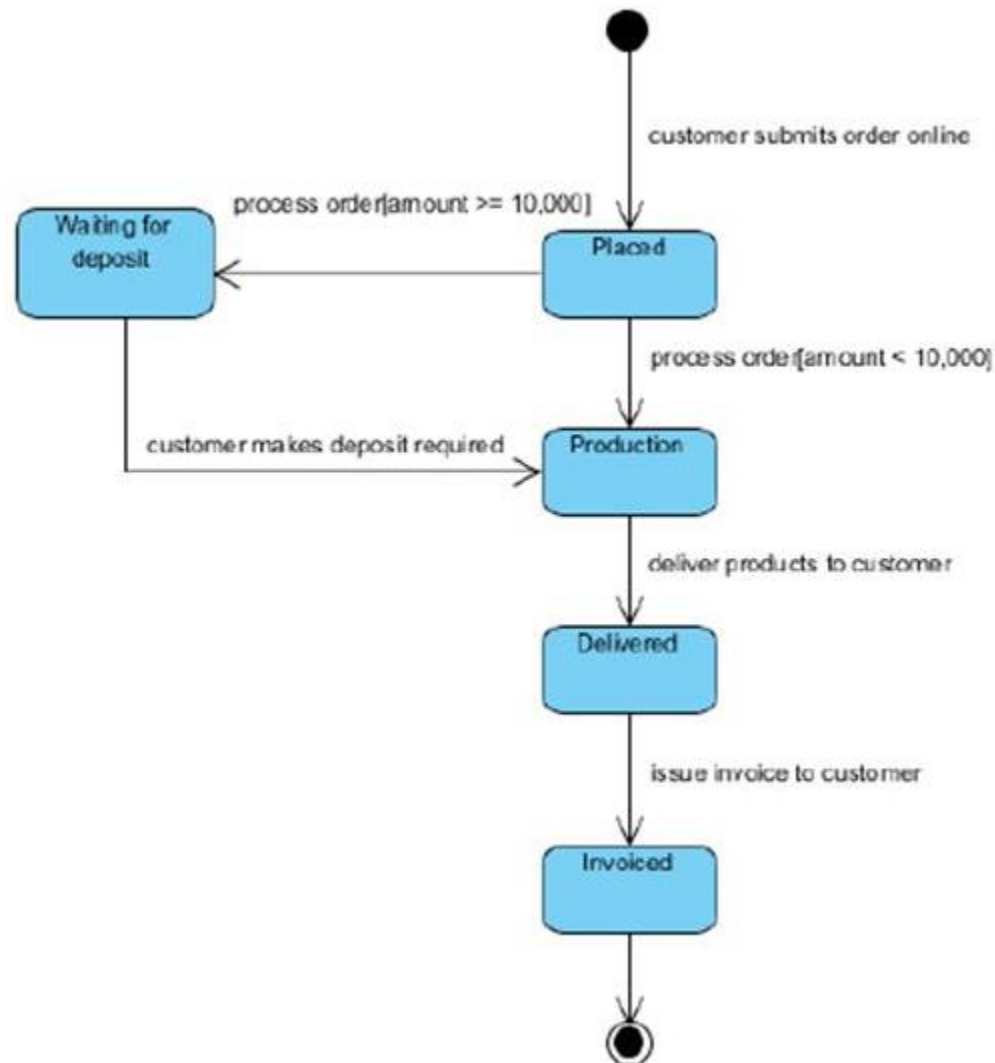 customer submits order online
process order[amount >= 10,000]
Waiting for
deposit
Placed
process order[amount < 10,000]
customer makes deposit required
Production
deliver products to customer
Delivered
issue invoice to customer
Invoiced